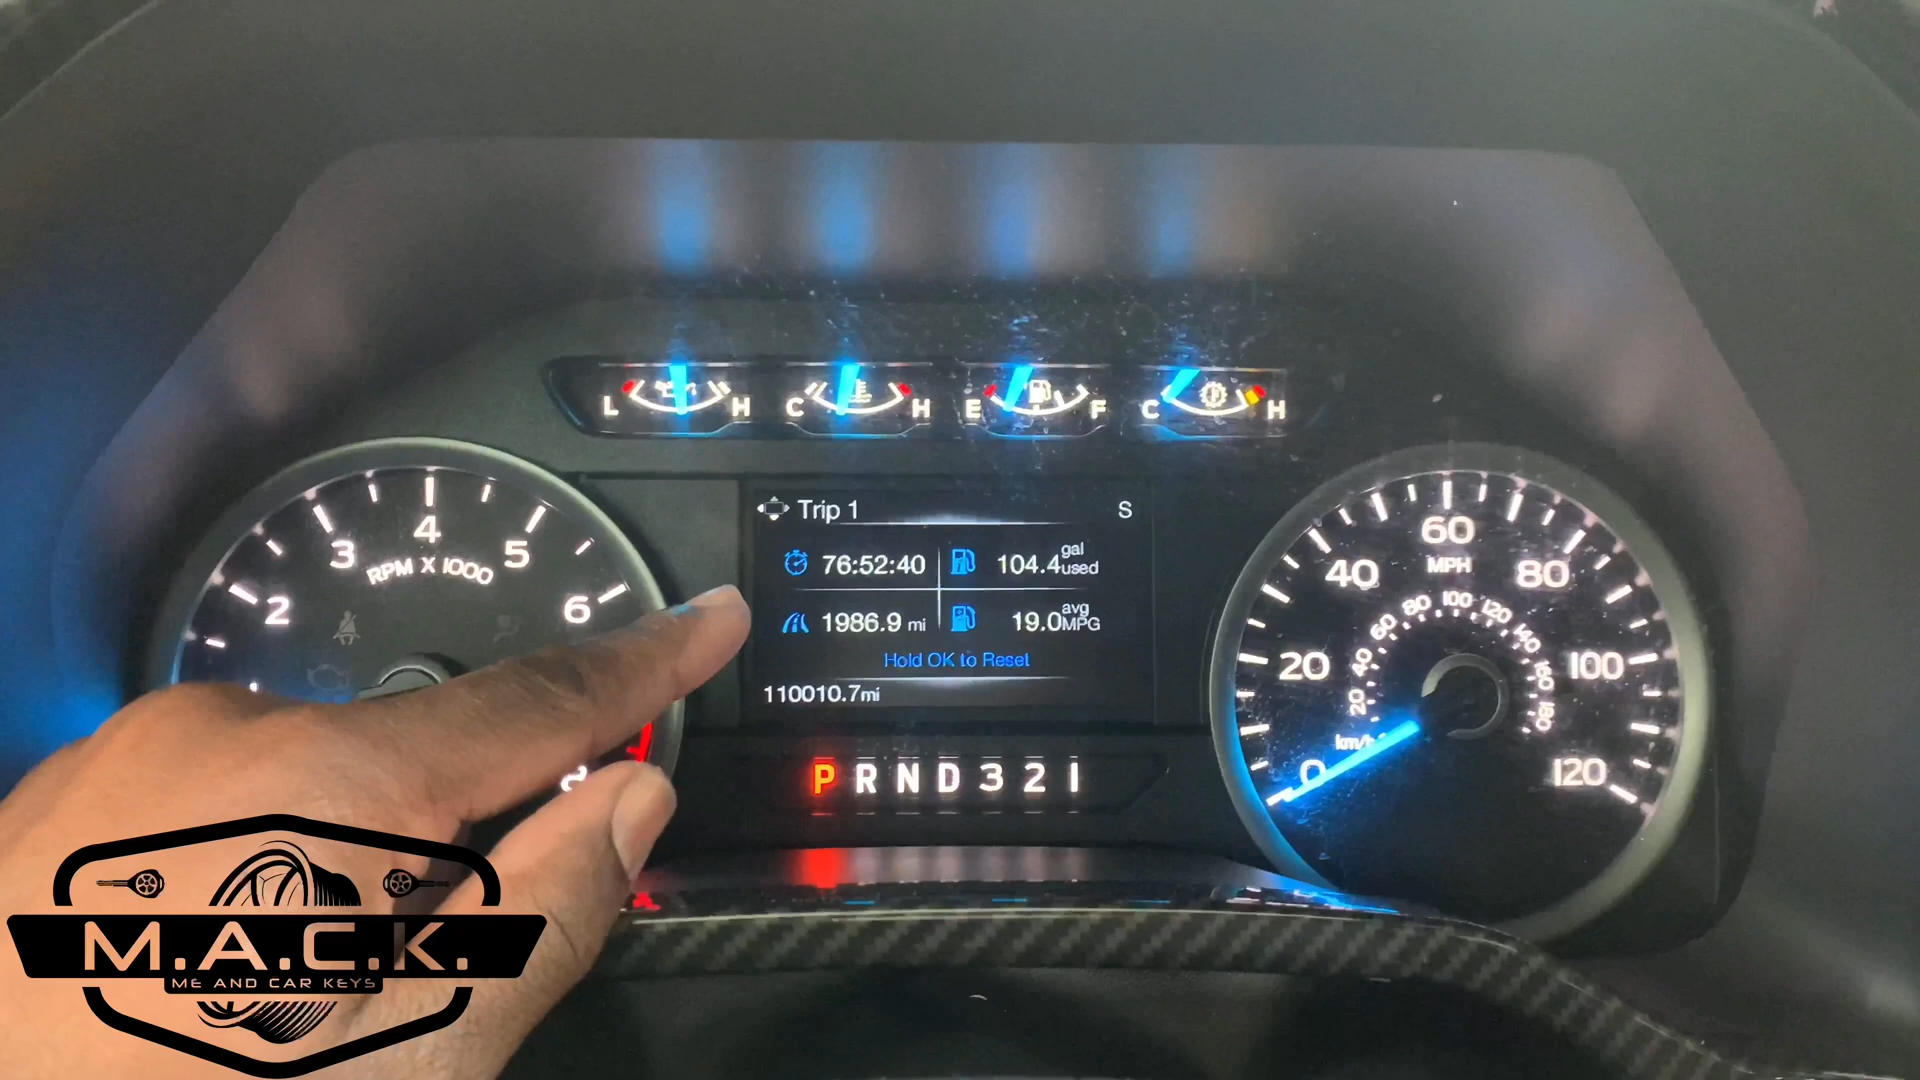 L H C H E F C H
Trip 1 S
76:52:40 104.4 gal used
1986.9 mi 19.0 avg MPG
Hold OK to Reset
110010.7mi
P R N D 3 2 1
2 3 4 5 6
RPM X 1000
0 20 40 60 80 100 120
MPH
20 40 60 80 100 120 140 160 180
km/h
M.A.C.K.
ME AND CAR KEYS